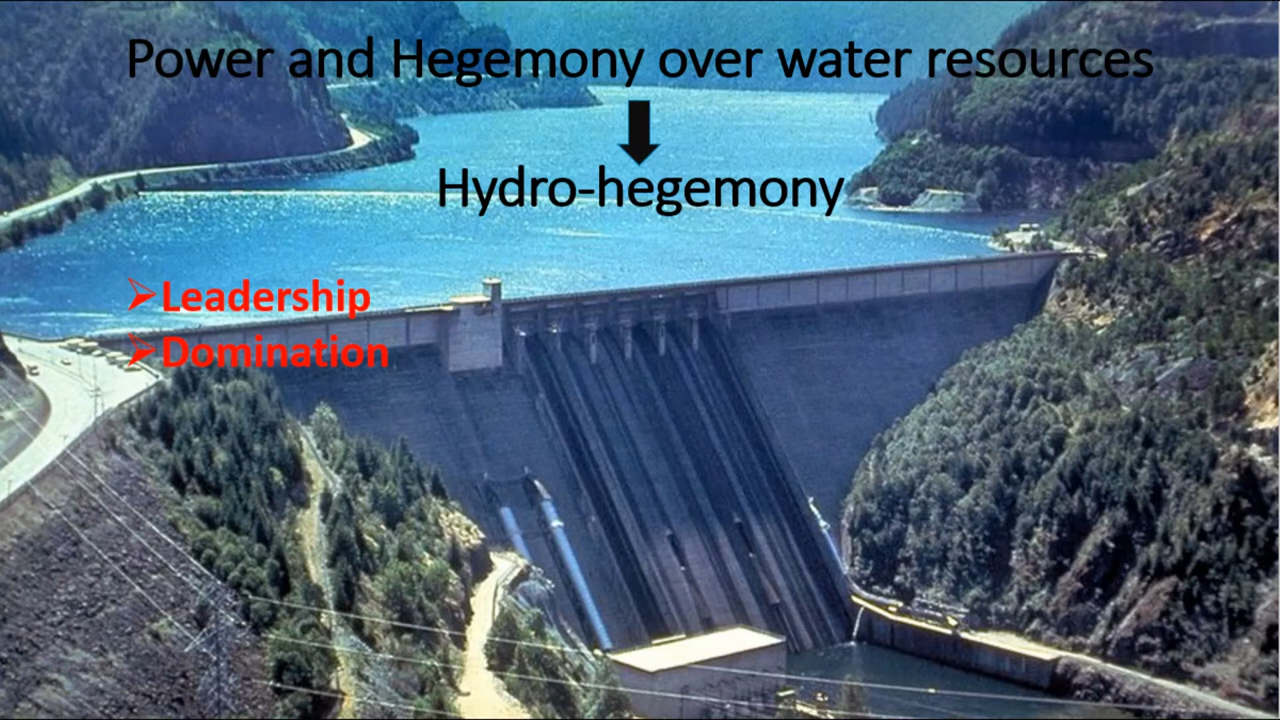 Power and Hegemony over water resources
Hydro-hegemony
➢Leadership
➢Domination